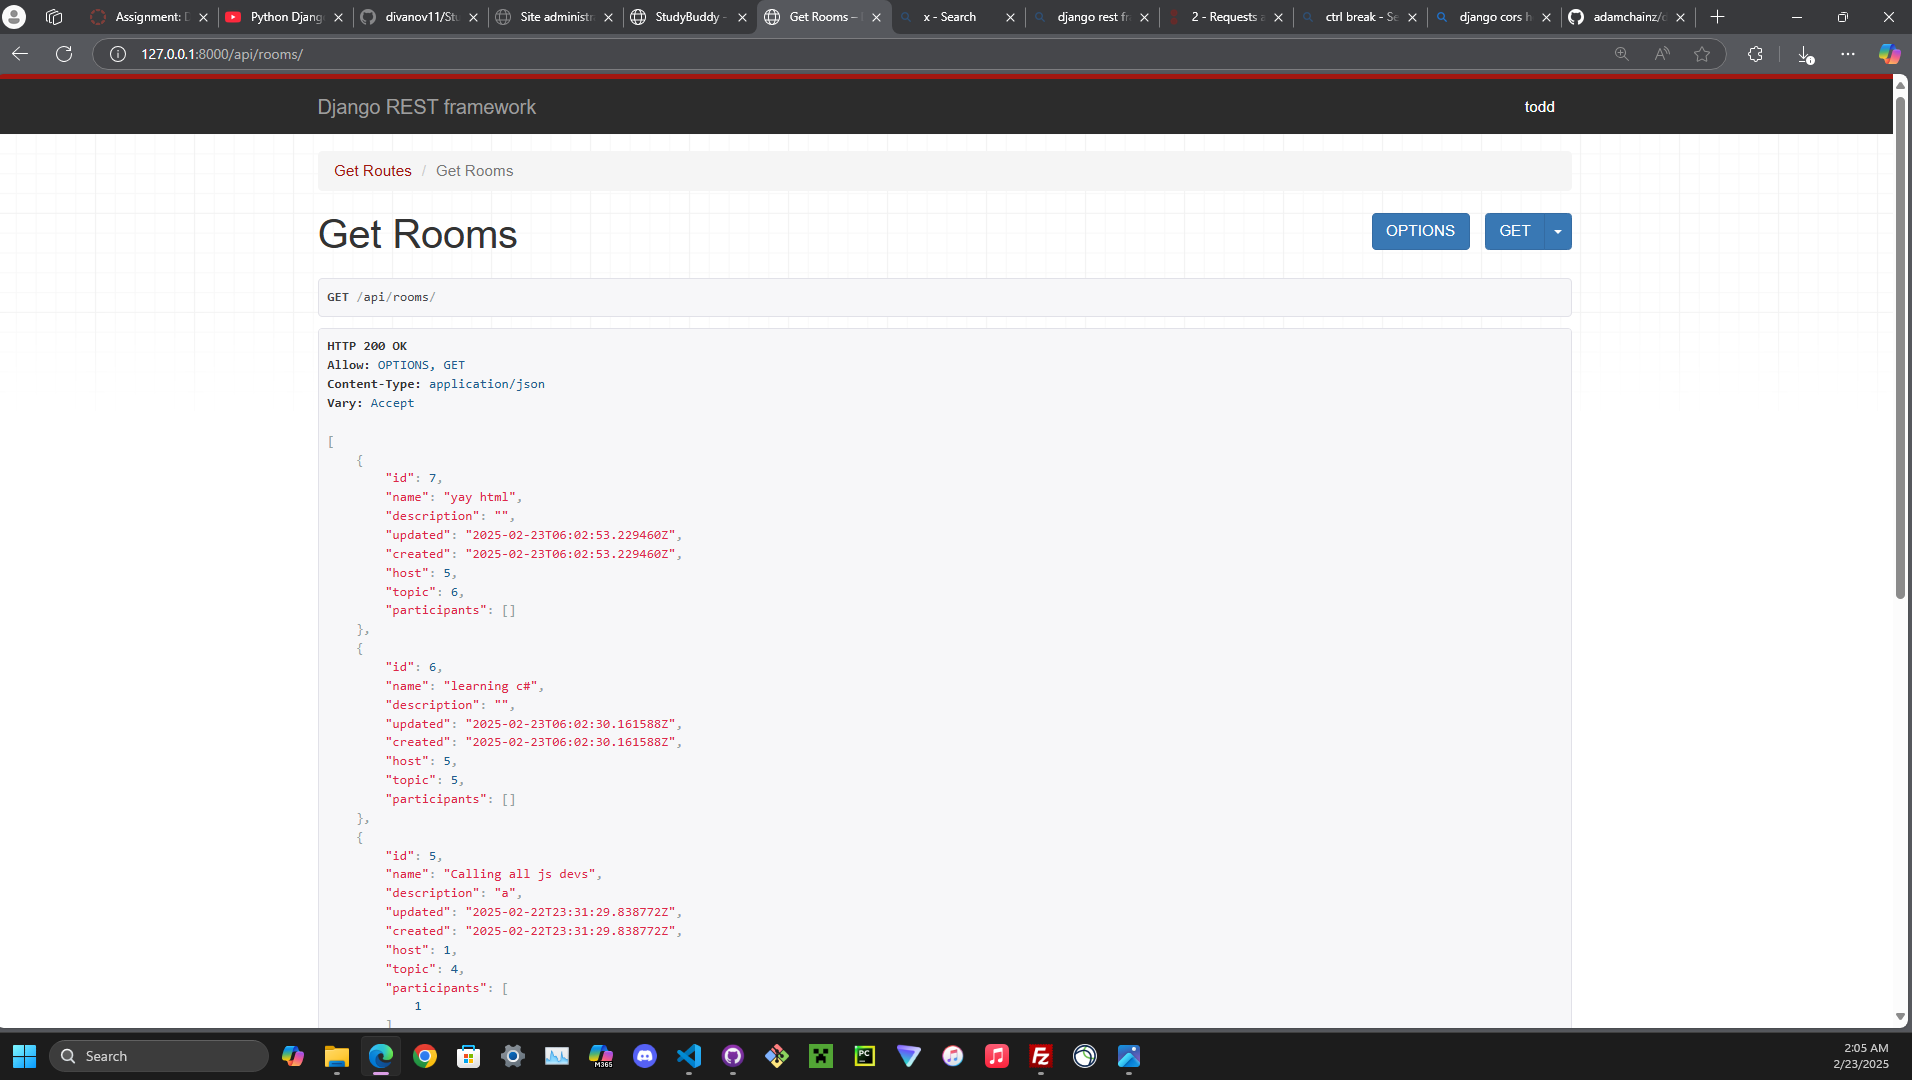 Assignment: D
Python Djang
divanov11/Stu
Site administr
StudyBuddy -
Get Rooms –
x - Search
django rest fr
2 - Requests a
ctrl break - Se
django cors h
adamchainz/d
127.0.0.1:8000/api/rooms/
Django REST framework
todd
Get Routes / Get Rooms
Get Rooms
OPTIONS
GET
GET /api/rooms/
HTTP 200 OK
Allow: OPTIONS, GET
Content-Type: application/json
Vary: Accept
[
{
"id": 7,
"name": "yay html",
"description": "",
"updated": "2025-02-23T06:02:53.229460Z",
"created": "2025-02-23T06:02:53.229460Z",
"host": 5,
"topic": 6,
"participants": []
},
{
"id": 6,
"name": "learning c#",
"description": "",
"updated": "2025-02-23T06:02:30.161588Z",
"created": "2025-02-23T06:02:30.161588Z",
"host": 5,
"topic": 5,
"participants": []
},
{
"id": 5,
"name": "Calling all js devs",
"description": "a",
"updated": "2025-02-22T23:31:29.838772Z",
"created": "2025-02-22T23:31:29.838772Z",
"host": 1,
"topic": 4,
"participants": [
1
]
Search
M365
PC
FZ
2:05 AM
2/23/2025